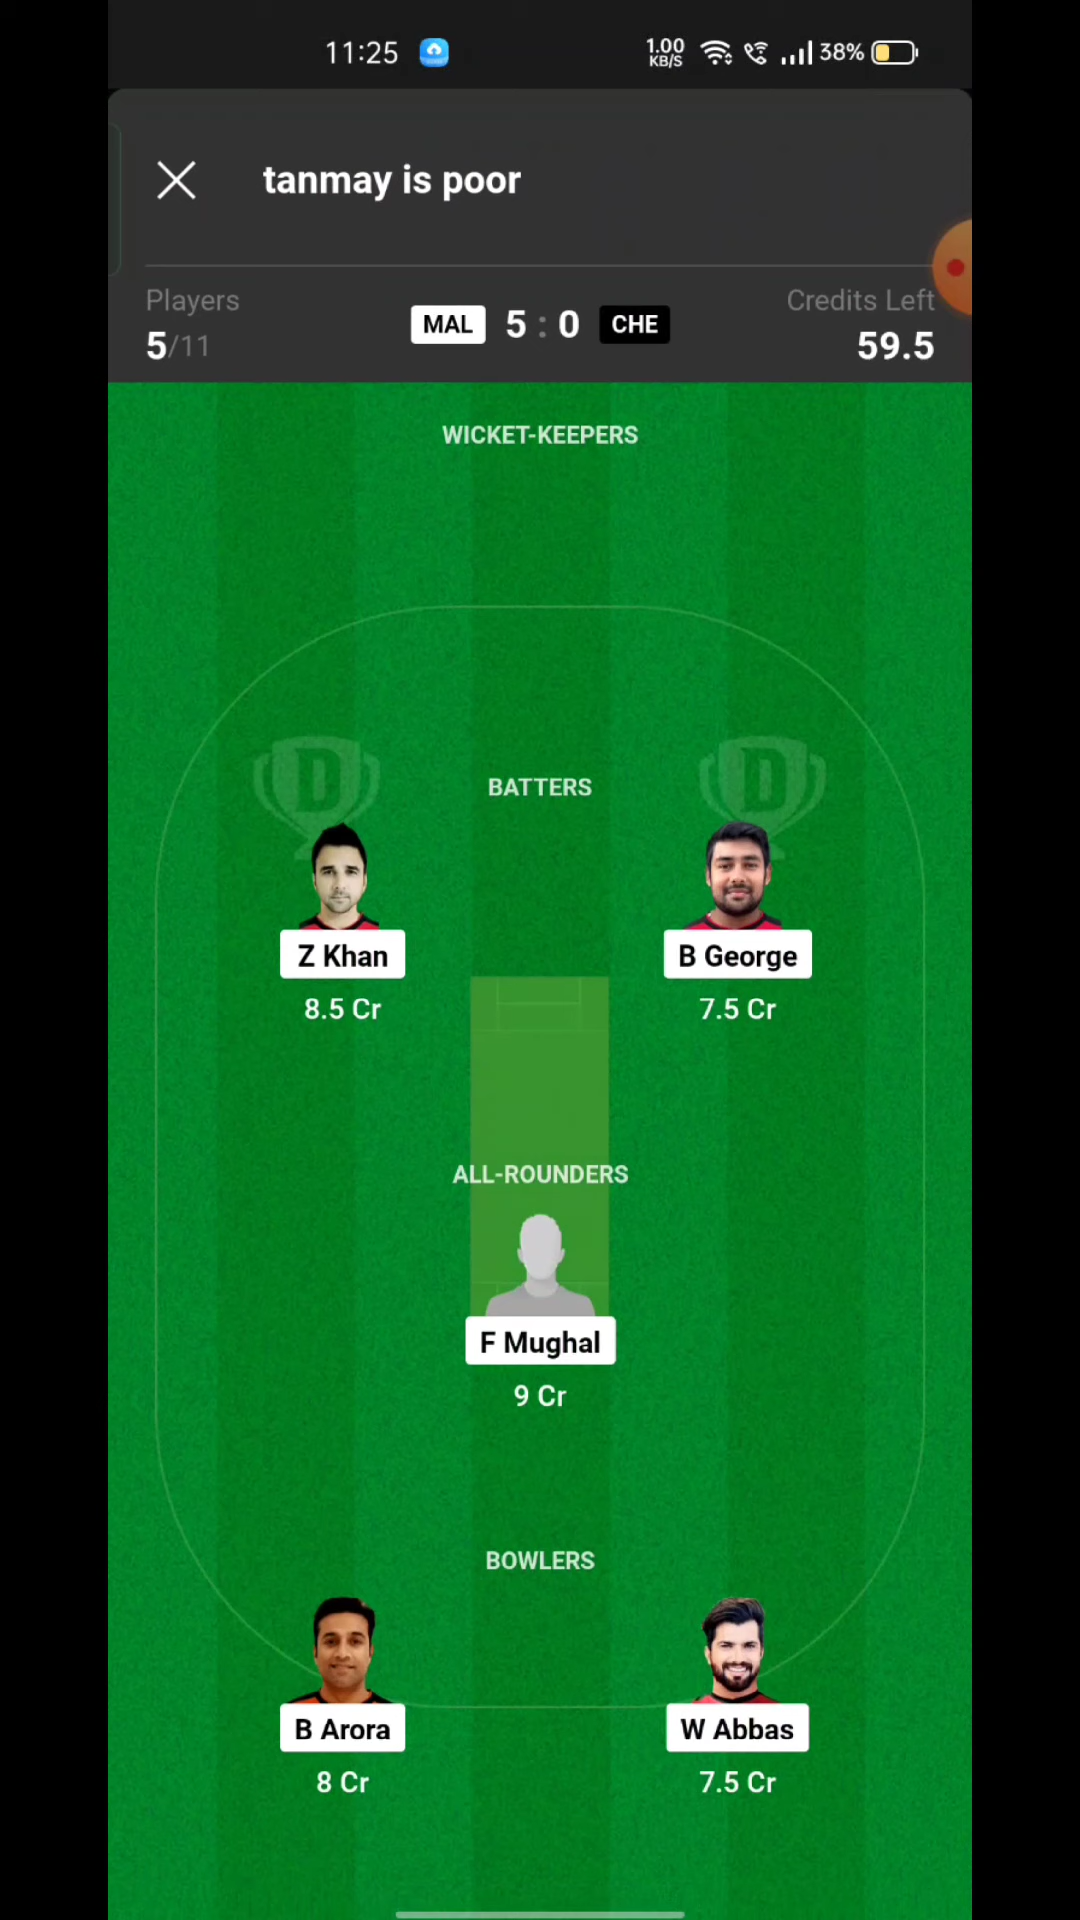 11:25
1.00
KB/S
38%
tanmay is poor
Players
Credits Left
5/11
MAL 5 : 0 CHE
59.5
WICKET-KEEPERS
D D
BATTERS
Z Khan
B George
8.5 Cr
7.5 Cr
ALL-ROUNDERS
F Mughal
9 Cr
BOWLERS
B Arora
W Abbas
8 Cr
7.5 Cr